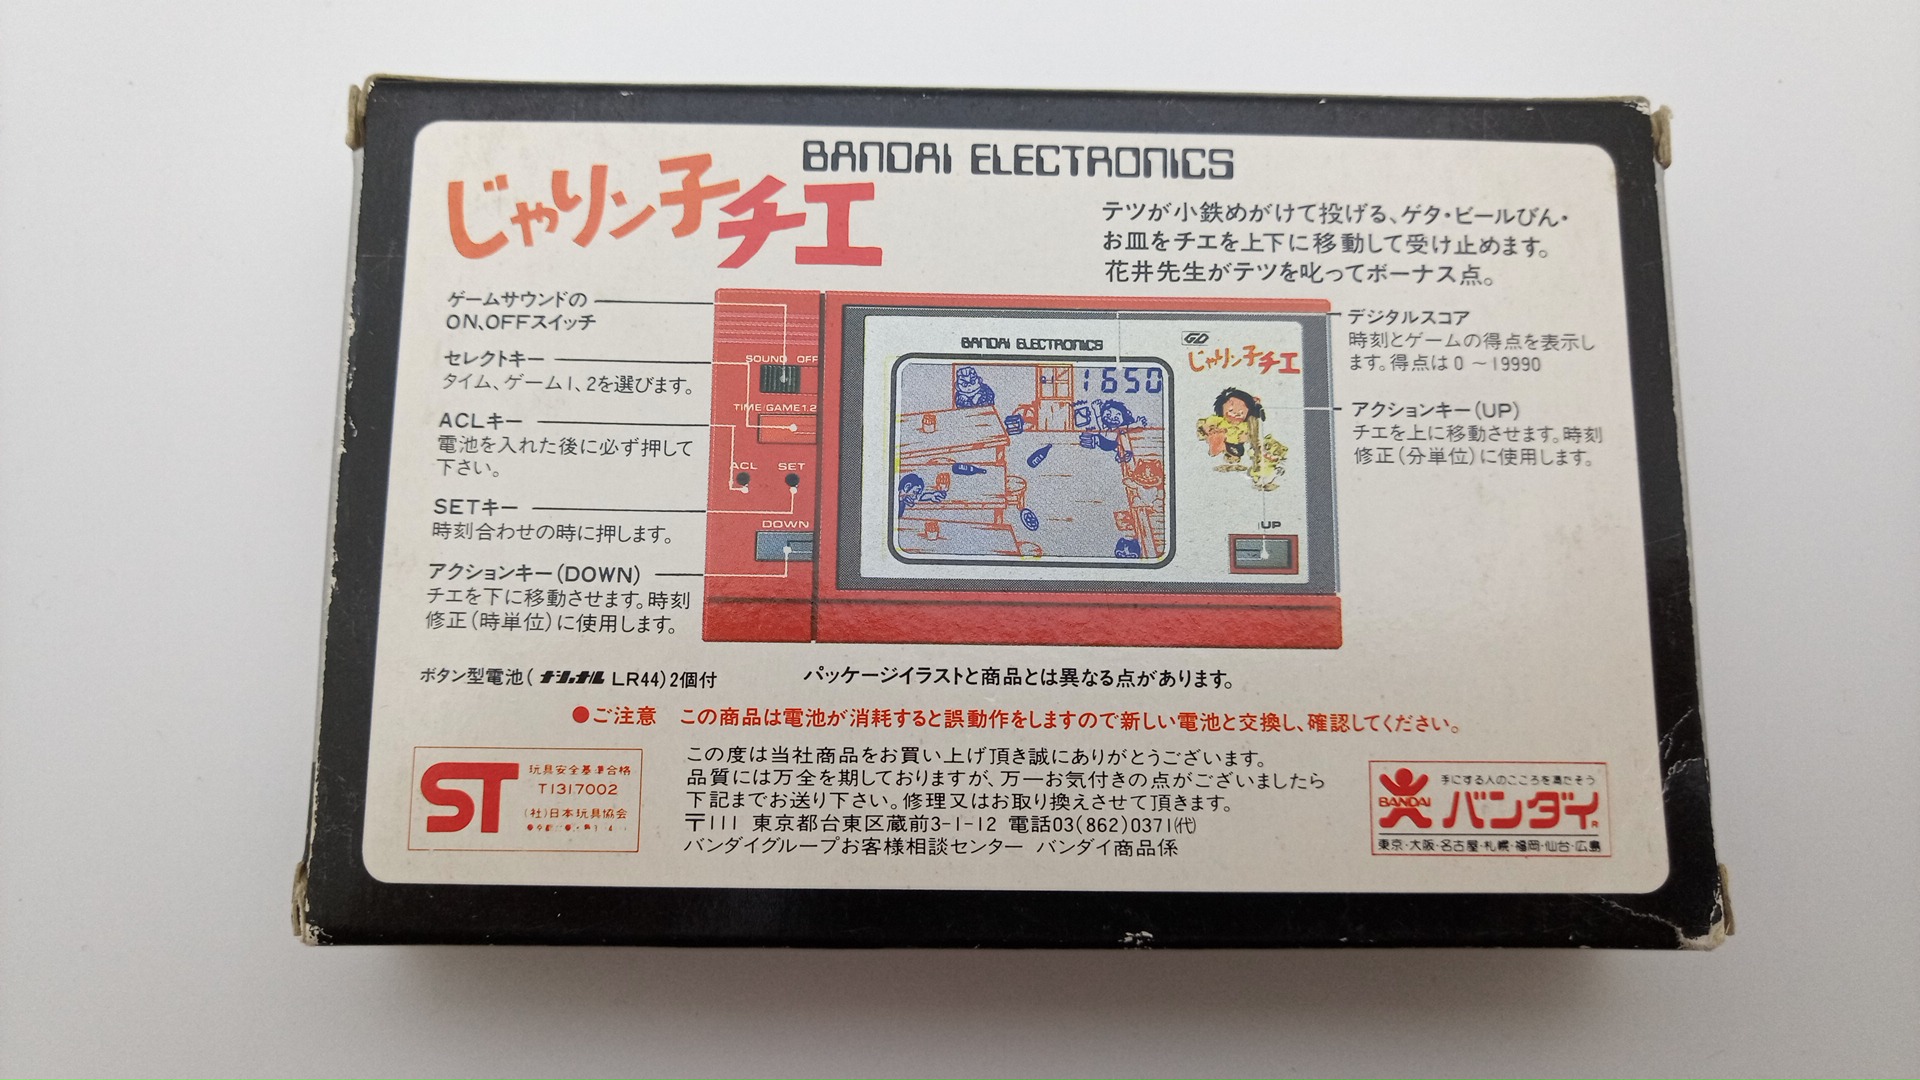 BANDAI ELECTRONICS
じゃりン子チエ
テツが小鉄めがけて投げる、ゲタ・ビールびん・
お皿をチエを上下に移動して受け止めます。
花井先生がテツを叱ってボーナス点。
ゲームサウンドの
ON、OFFスイッチ
セレクトキー
タイム、ゲーム1、2を選びます。
ACLキー
電池を入れた後に必ず押して
下さい。
SETキー
時刻合わせの時に押します。
アクションキー(DOWN)
チエを下に移動させます。時刻
修正(時単位)に使用します。
SOUND OFF
TIME GAME1.2
ACL SET
DOWN
BANDAI ELECTRONICS
1650
GD
じゃりン子チエ
UP
デジタルスコア
時刻とゲームの得点を表示し
ます。得点は0～19990
アクションキー(UP)
チエを上に移動させます。時刻
修正(分単位)に使用します。
ボタン型電池(ナショナル LR44)2個付
パッケージイラストと商品とは異なる点があります。
●ご注意 この商品は電池が消耗すると誤動作をしますので新しい電池と交換し、確認してください。
ST
玩具安全基準合格
T1317002
(社)日本玩具協会
この度は当社商品をお買い上げ頂き誠にありがとうございます。
品質には万全を期しておりますが、万一お気付きの点がございましたら
下記までお送り下さい。修理又はお取り換えさせて頂きます。
〒111 東京都台東区蔵前3-1-12 電話03(862)0371㈹
バンダイグループお客様相談センター バンダイ商品係
手にする人のこころを満たそう
BANDAI
バンダイ
東京・大阪・名古屋・札幌・福岡・仙台・広島